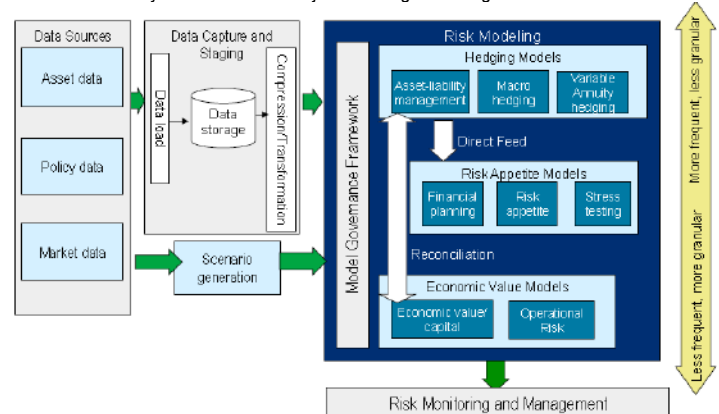 Data Sources
Asset data
Policy data
Market data
Data Capture and
Staging
Data load
Data
storage
Compression/Transformation
Scenario
generation
Risk Modeling
Model Governance Framework
Hedging Models
Asset-liability
management
Macro
hedging
Variable
Annuity
hedging
Direct Feed
Risk Appetite Models
Financial
planning
Risk
appetite
Stress
testing
Reconciliation
Economic Value Models
Economic value/
capital
Operational
Risk
Risk Monitoring and Management
More frequent, less granular
Less frequent, more granular